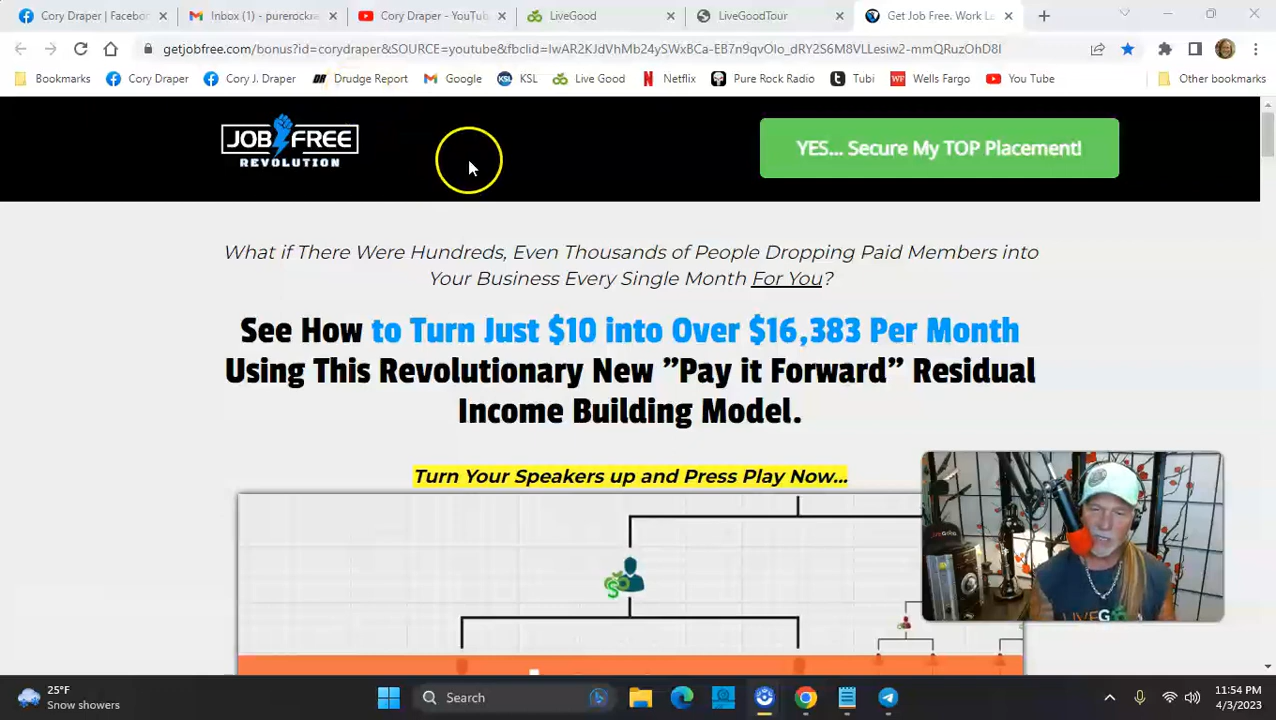 Cory Draper | Facebo
Inbox (1) - purerockra
Cory Draper - YouTub
LiveGood
LiveGoodTour
Get Job Free. Work Le
getjobfree.com/bonus?id=corydraper&SOURCE=youtube&fbclid=IwAR2KJdVhMb24ySWxBCa-EB7n9qvOlo_dRY2S6M8VLLesiw2-mmQRuzOhD8I
Bookmarks
Cory Draper
Cory J. Draper
DR Drudge Report
Google
KSL KSL
Live Good
Netflix
Pure Rock Radio
Tubi
WF Wells Fargo
You Tube
Other bookmarks
JOB FREE
REVOLUTION
YES... Secure My TOP Placement!
What if There Were Hundreds, Even Thousands of People Dropping Paid Members into
Your Business Every Single Month For You?
See How to Turn Just $10 into Over $16,383 Per Month
Using This Revolutionary New "Pay it Forward" Residual
Income Building Model.
Turn Your Speakers up and Press Play Now...
25°F
Snow showers
Search
11:54 PM
4/3/2023